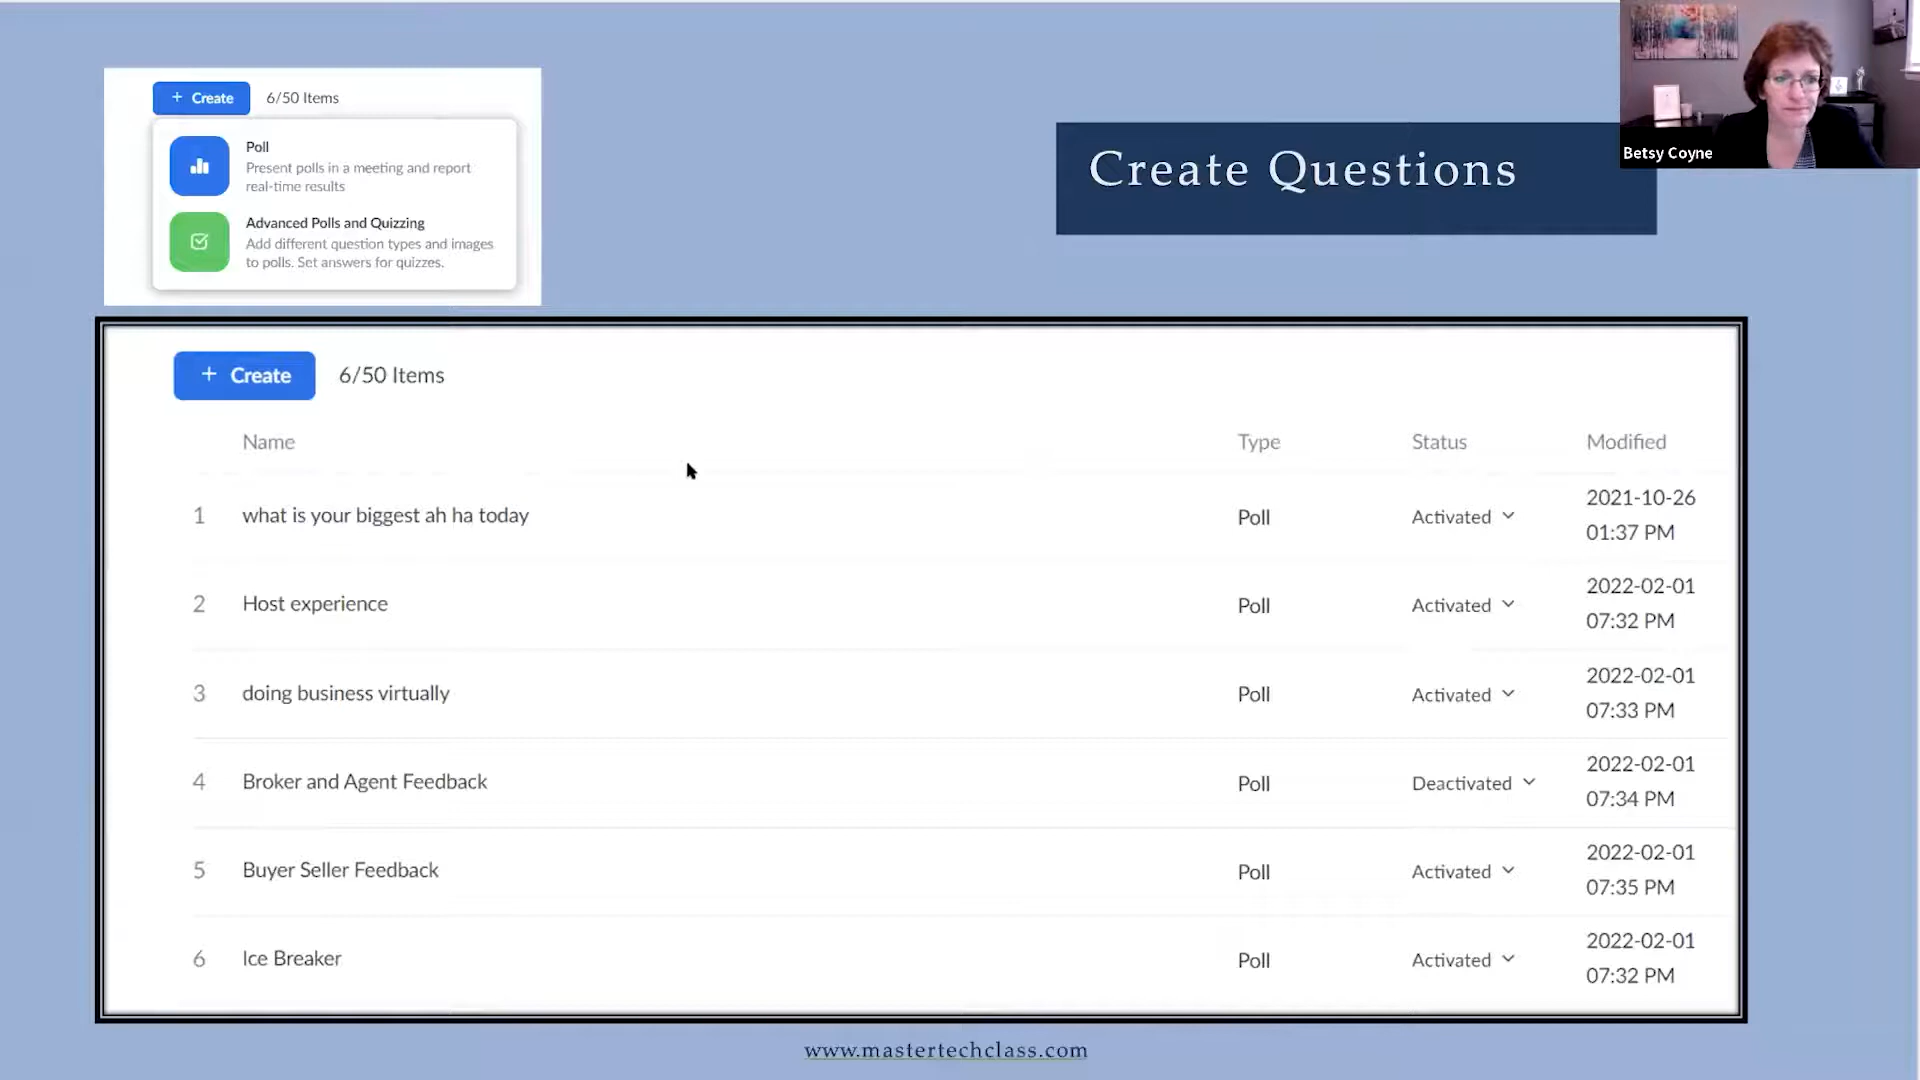 + Create 6/50 Items
Poll
Present polls in a meeting and report
real-time results
Advanced Polls and Quizzing
Add different question types and images
to polls. Set answers for quizzes.
Create Questions
Betsy Coyne
+ Create 6/50 Items
Name Type Status Modified
1 what is your biggest ah ha today Poll Activated 2021-10-26
01:37 PM
2 Host experience Poll Activated 2022-02-01
07:32 PM
3 doing business virtually Poll Activated 2022-02-01
07:33 PM
4 Broker and Agent Feedback Poll Deactivated 2022-02-01
07:34 PM
5 Buyer Seller Feedback Poll Activated 2022-02-01
07:35 PM
6 Ice Breaker Poll Activated 2022-02-01
07:32 PM
www.mastertechclass.com